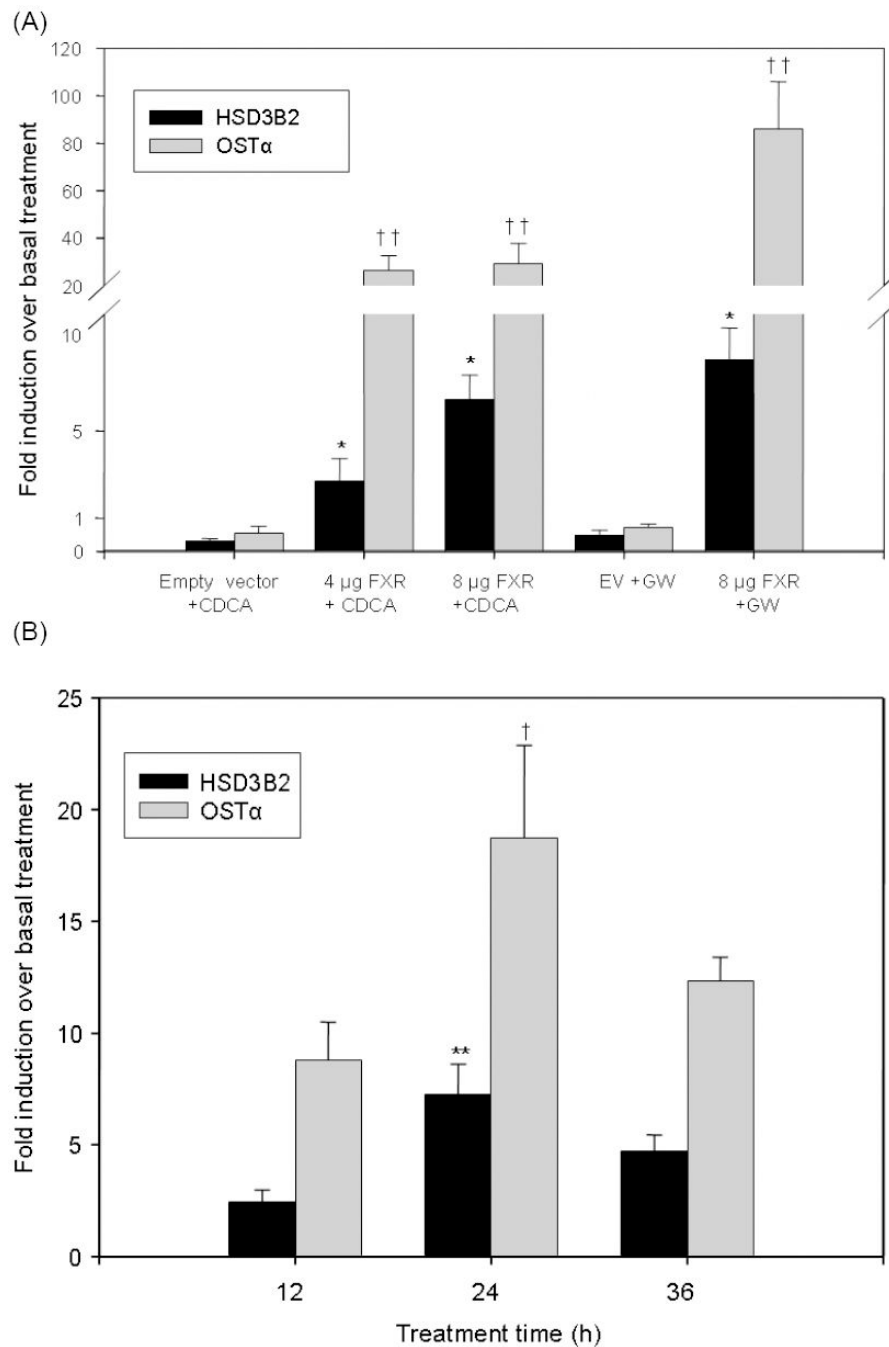 (A)
Fold induction over basal treatment
120
100
80
60
40
20
10
5
1
0
HSD3B2
OSTα
††
††
††
*
*
*
Empty vector +CDCA
4 µg FXR + CDCA
8 µg FXR +CDCA
EV +GW
8 µg FXR +GW
(B)
Fold induction over basal treatment
25
20
15
10
5
0
HSD3B2
OSTα
†
**
12
24
36
Treatment time (h)